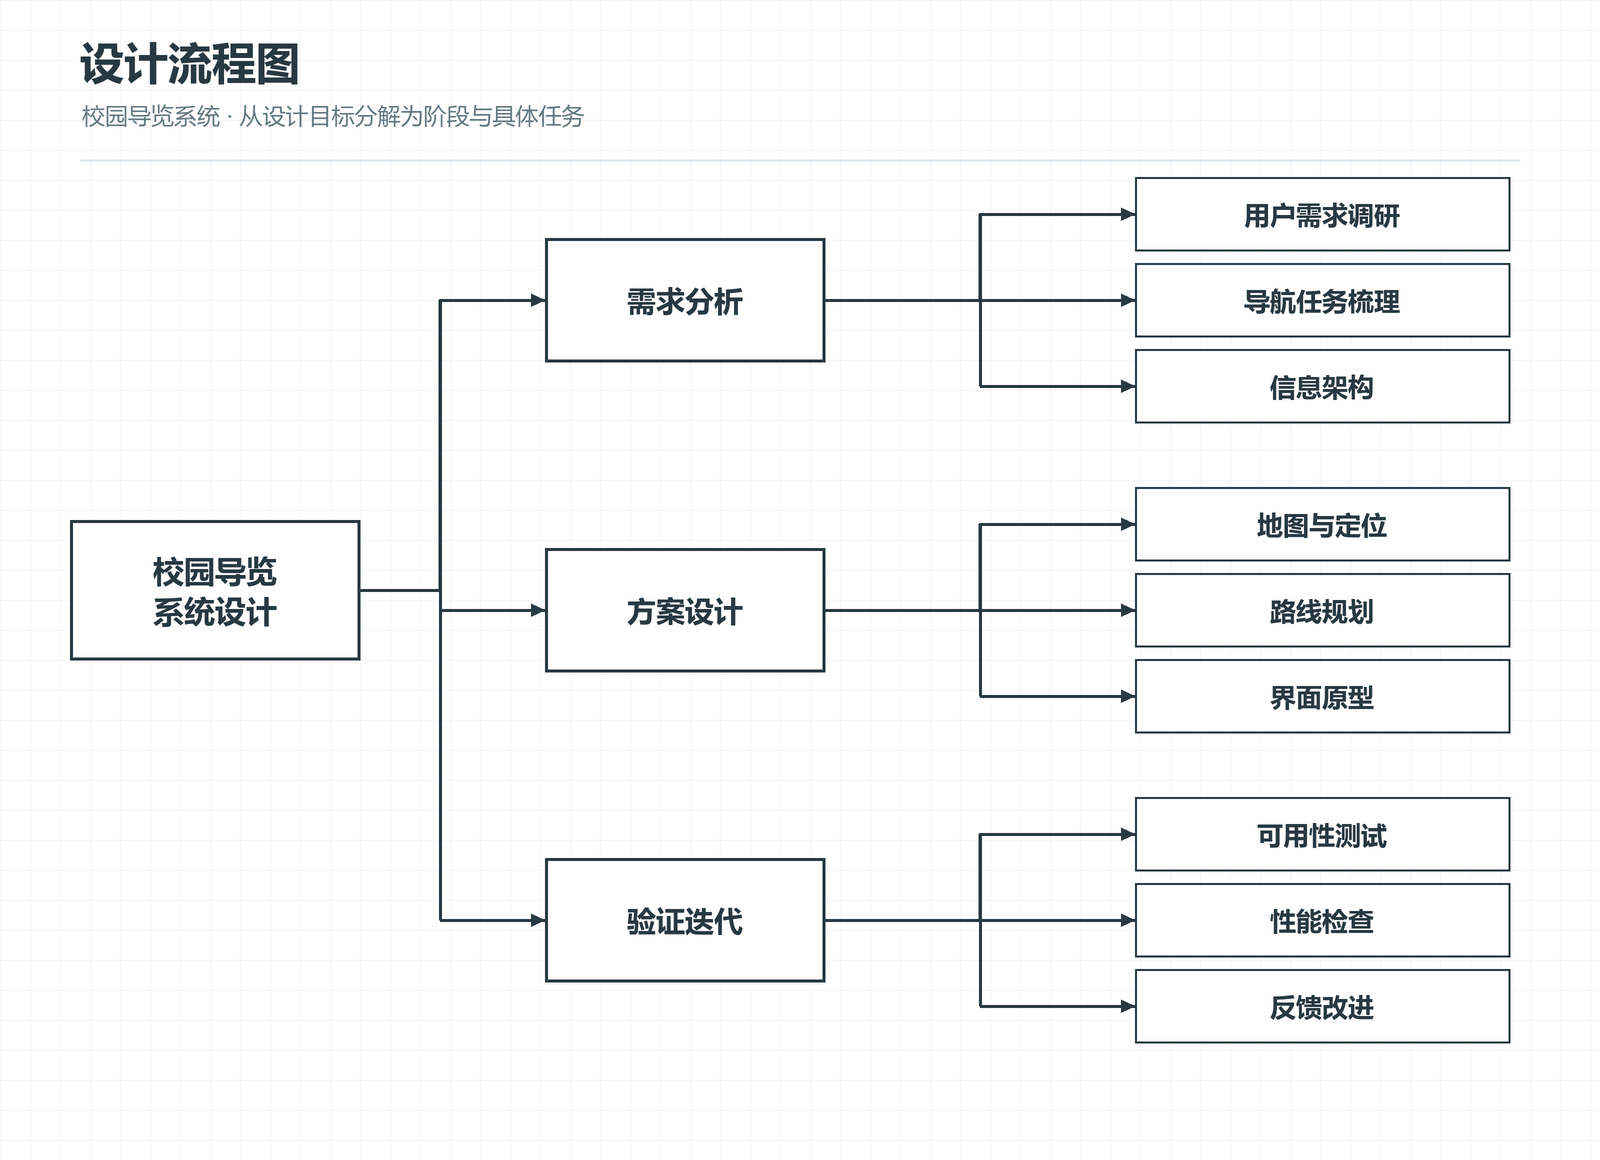 设计流程图
校园导览系统 · 从设计目标分解为阶段与具体任务
校园导览
系统设计
需求分析
用户需求调研
导航任务梳理
信息架构
方案设计
地图与定位
路线规划
界面原型
验证迭代
可用性测试
性能检查
反馈改进